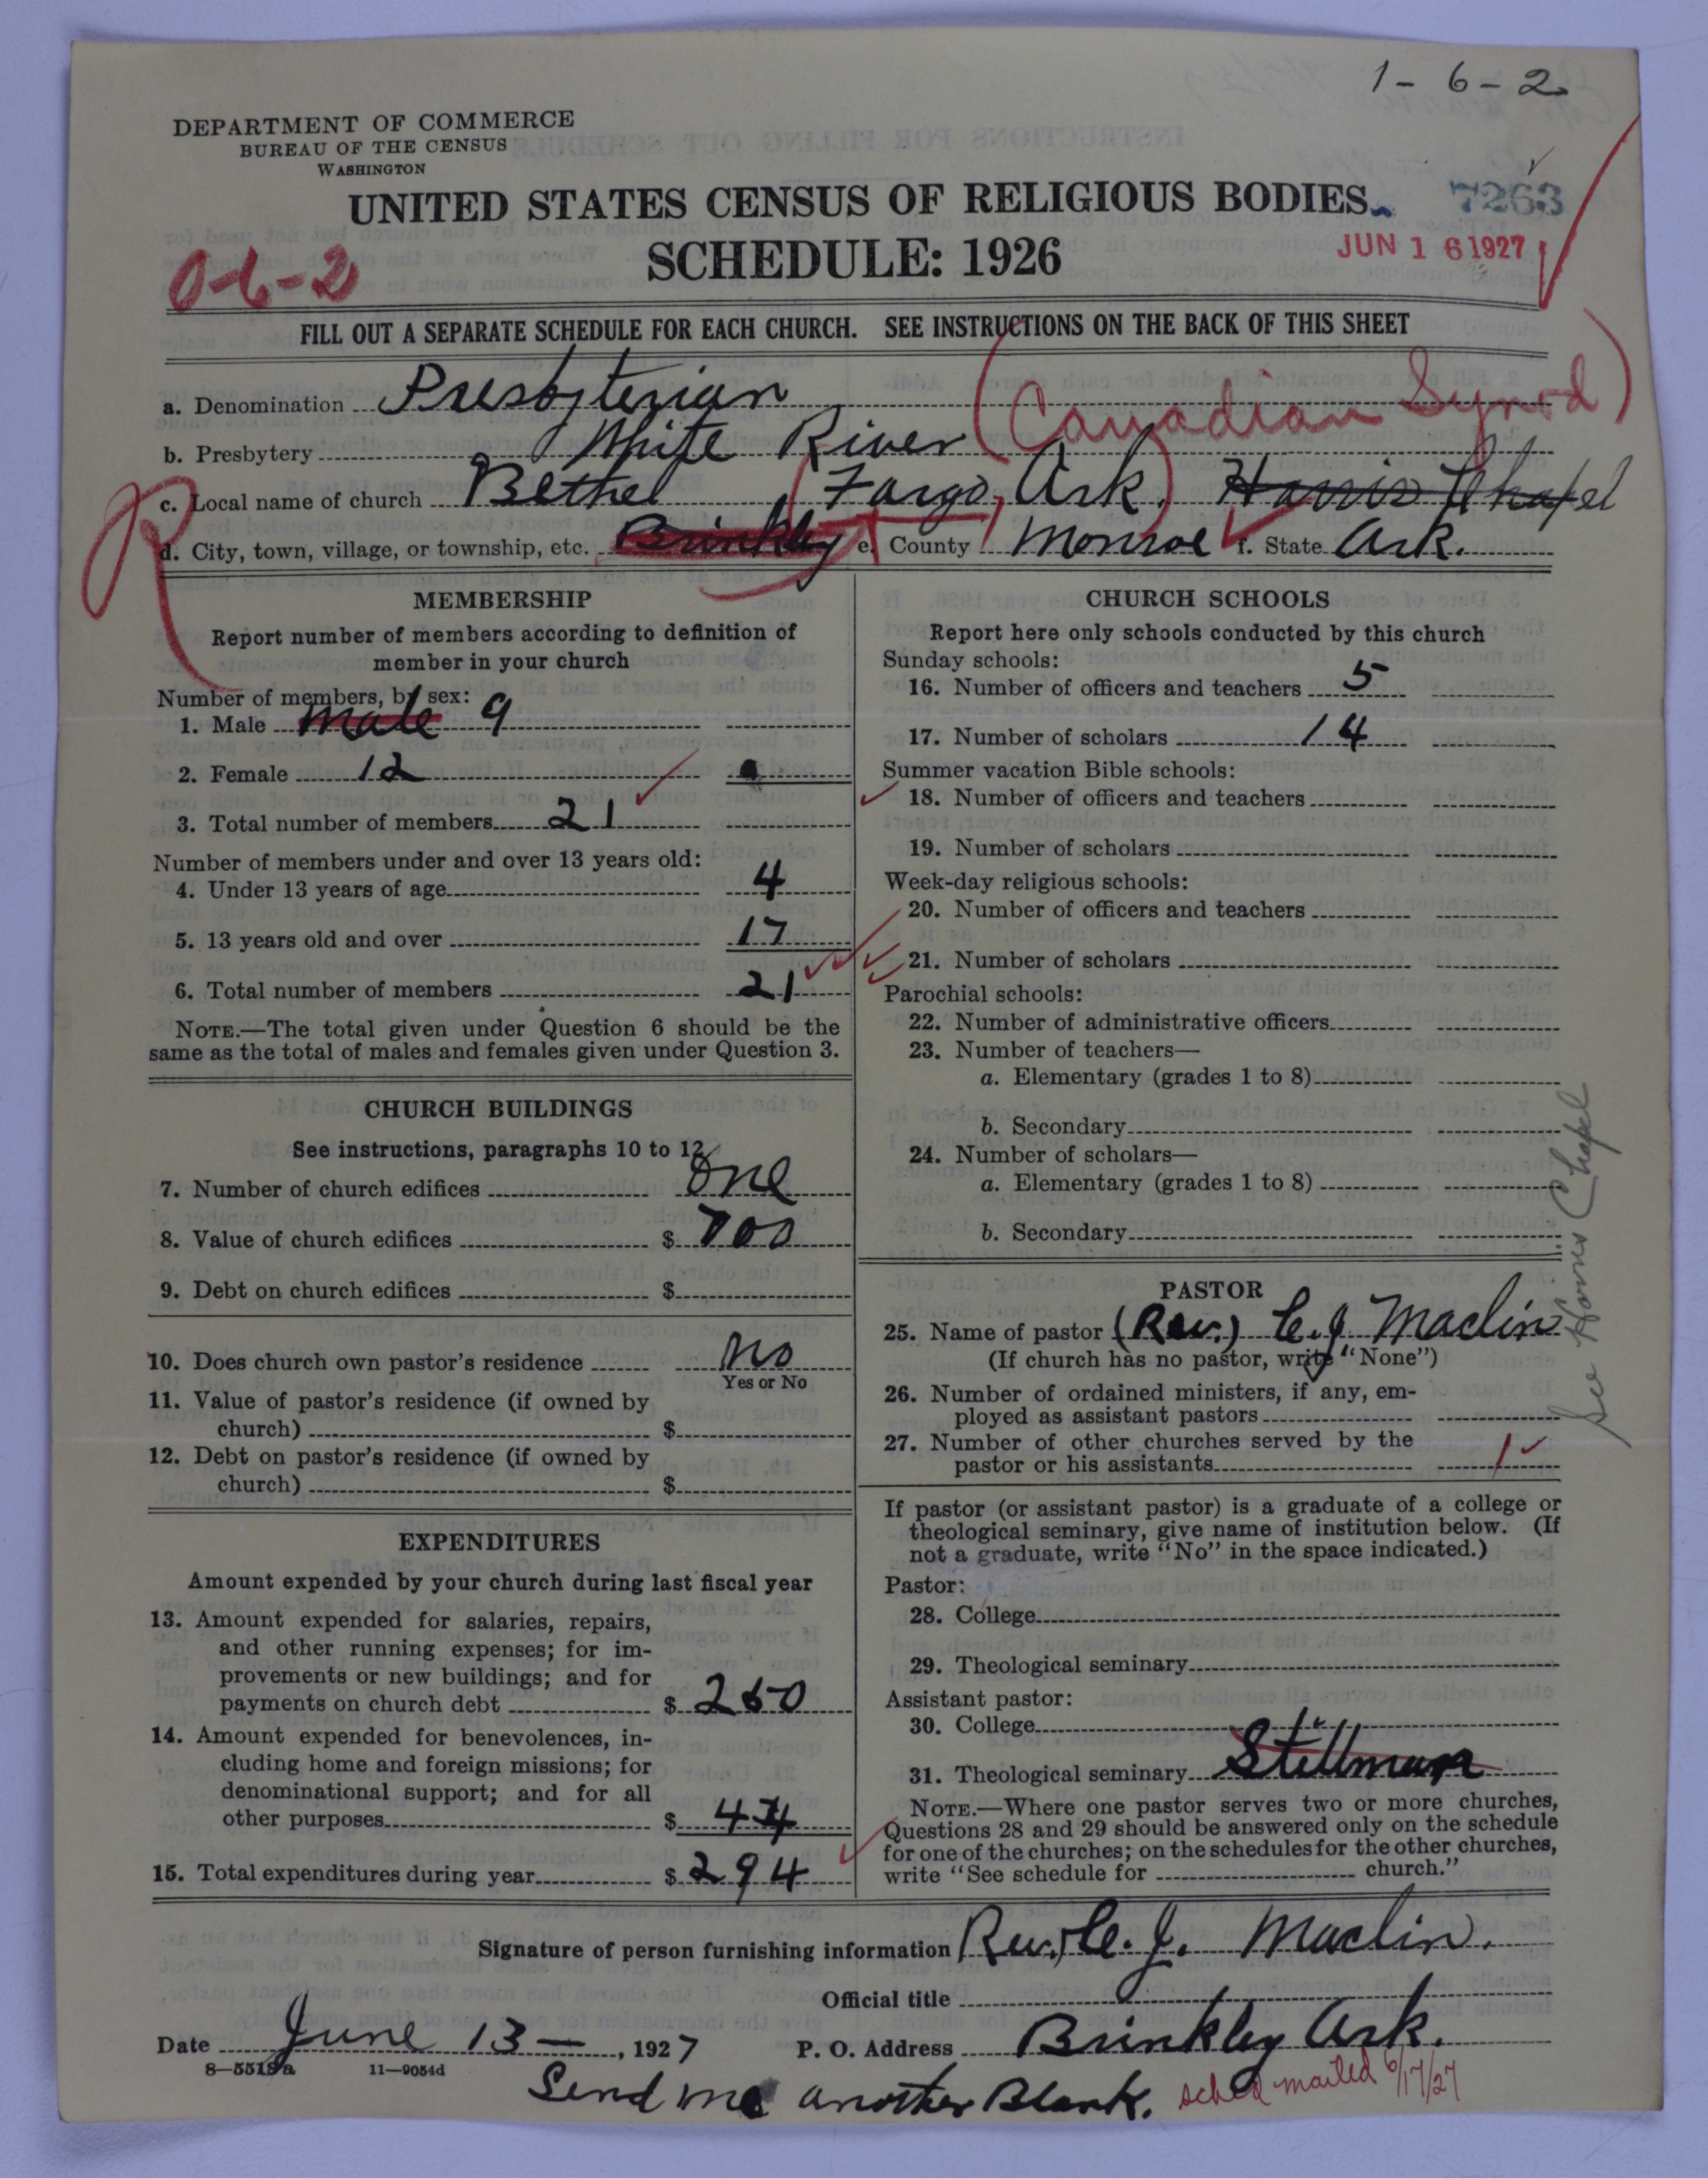 1 - 6 - 2
DEPARTMENT OF COMMERCE
BUREAU OF THE CENSUS
WASHINGTON
UNITED STATES CENSUS OF RELIGIOUS BODIES
7263
SCHEDULE: 1926
JUN 16 1927
0-6-2
FILL OUT A SEPARATE SCHEDULE FOR EACH CHURCH. SEE INSTRUCTIONS ON THE BACK OF THIS SHEET
a. Denomination Presbyterian
(Canadian Synod)
b. Presbytery White River
c. Local name of church Bethel (Fargo, Ark.) Harris Chapel
d. City, town, village, or township, etc. Brinkley e. County Monroe f. State Ark.
R
MEMBERSHIP
Report number of members according to definition of
member in your church
Number of members, by sex:
1. Male male 9
2. Female 12
3. Total number of members 21
Number of members under and over 13 years old:
4. Under 13 years of age 4
5. 13 years old and over 17
6. Total number of members 21
NOTE.—The total given under Question 6 should be the
same as the total of males and females given under Question 3.
CHURCH BUILDINGS
See instructions, paragraphs 10 to 12
7. Number of church edifices one
8. Value of church edifices $ 700
9. Debt on church edifices $
10. Does church own pastor's residence No
Yes or No
11. Value of pastor's residence (if owned by
church) $
12. Debt on pastor's residence (if owned by
church) $
EXPENDITURES
Amount expended by your church during last fiscal year
13. Amount expended for salaries, repairs,
and other running expenses; for im-
provements or new buildings; and for
payments on church debt $ 260
14. Amount expended for benevolences, in-
cluding home and foreign missions; for
denominational support; and for all
other purposes $
15. Total expenditures during year $ 294
CHURCH SCHOOLS
Report here only schools conducted by this church
Sunday schools:
16. Number of officers and teachers 5
17. Number of scholars 14
Summer vacation Bible schools:
18. Number of officers and teachers
19. Number of scholars
Week-day religious schools:
20. Number of officers and teachers
21. Number of scholars
Parochial schools:
22. Number of administrative officers
23. Number of teachers—
a. Elementary (grades 1 to 8)
b. Secondary
24. Number of scholars—
a. Elementary (grades 1 to 8)
b. Secondary
See Harris Chapel
PASTOR
25. Name of pastor (Rev.) C. J Maclin
(If church has no pastor, write "None")
26. Number of ordained ministers, if any, em-
ployed as assistant pastors
27. Number of other churches served by the
pastor or his assistants 1
If pastor (or assistant pastor) is a graduate of a college or
theological seminary, give name of institution below. (If
not a graduate, write "No" in the space indicated.)
Pastor:
28. College
29. Theological seminary
Assistant pastor:
30. College
31. Theological seminary Stillman
NOTE.—Where one pastor serves two or more churches,
Questions 28 and 29 should be answered only on the schedule
for one of the churches; on the schedules for the other churches,
write "See schedule for church."
Signature of person furnishing information Rev.) C. J. Maclin.
Official title
Date June 13 —, 1927 P. O. Address Brinkley Ark.
8—5518a 11—9054d
Send me another Blank. sched mailed 6/17/27